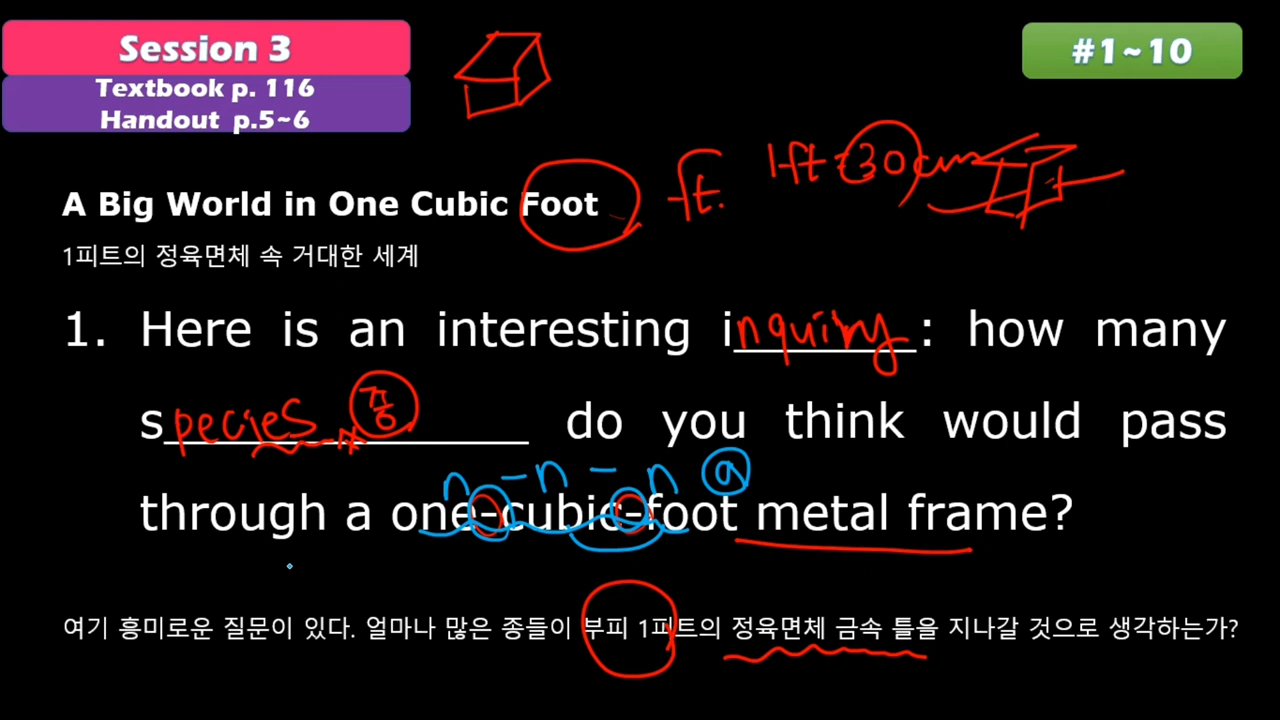 Session 3
Textbook p. 116
Handout p.5~6
#1~10
ft. 1ft = 30cm
A Big World in One Cubic Foot
1피트의 정육면체 속 거대한 세계
1. Here is an interesting inquiry: how many
species 종 do you think would pass
n - n - n ⓐ
through a one-cubic-foot metal frame?
여기 흥미로운 질문이 있다. 얼마나 많은 종들이 부피 1피트의 정육면체 금속 틀을 지나갈 것으로 생각하는가?